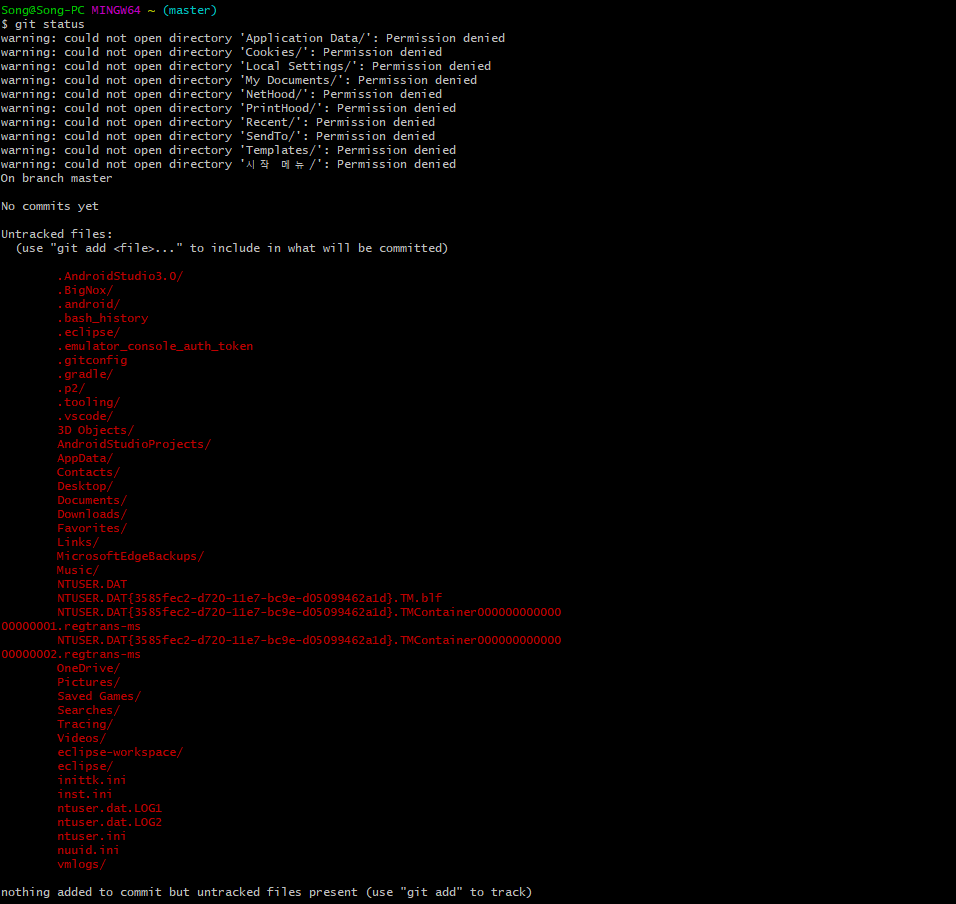 Song@Song-PC MINGW64 ~ (master)
$ git status
warning: could not open directory 'Application Data/': Permission denied
warning: could not open directory 'Cookies/': Permission denied
warning: could not open directory 'Local Settings/': Permission denied
warning: could not open directory 'My Documents/': Permission denied
warning: could not open directory 'NetHood/': Permission denied
warning: could not open directory 'PrintHood/': Permission denied
warning: could not open directory 'Recent/': Permission denied
warning: could not open directory 'SendTo/': Permission denied
warning: could not open directory 'Templates/': Permission denied
warning: could not open directory '시작 메뉴/': Permission denied
On branch master
No commits yet
Untracked files:
(use "git add <file>..." to include in what will be committed)
.AndroidStudio3.0/
.BigNox/
.android/
.bash_history
.eclipse/
.emulator_console_auth_token
.gitconfig
.gradle/
.p2/
.tooling/
.vscode/
3D Objects/
AndroidStudioProjects/
AppData/
Contacts/
Desktop/
Documents/
Downloads/
Favorites/
Links/
MicrosoftEdgeBackups/
Music/
NTUSER.DAT
NTUSER.DAT{3585fec2-d720-11e7-bc9e-d05099462a1d}.TM.blf
NTUSER.DAT{3585fec2-d720-11e7-bc9e-d05099462a1d}.TMContainer000000000000
00000001.regtrans-ms
NTUSER.DAT{3585fec2-d720-11e7-bc9e-d05099462a1d}.TMContainer000000000000
00000002.regtrans-ms
OneDrive/
Pictures/
Saved Games/
Searches/
Tracing/
Videos/
eclipse-workspace/
eclipse/
inittk.ini
inst.ini
ntuser.dat.LOG1
ntuser.dat.LOG2
ntuser.ini
nuuid.ini
vmlogs/
nothing added to commit but untracked files present (use "git add" to track)